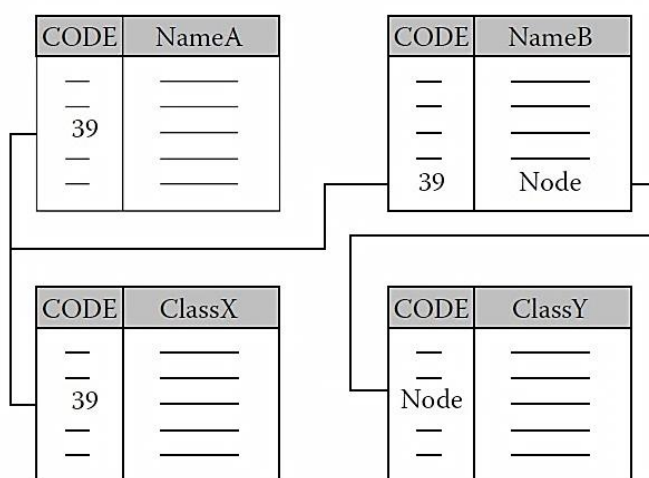 CODE NameA
39
CODE NameB
39 Node
CODE ClassX
39
CODE ClassY
Node